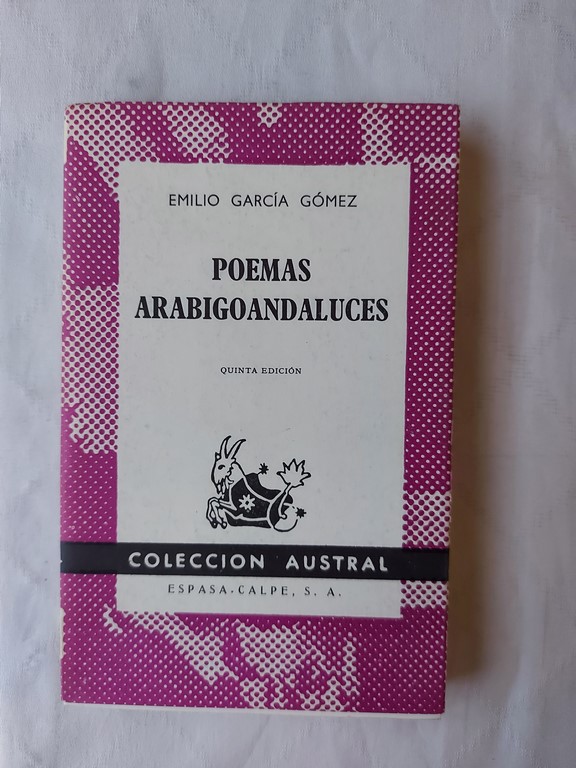 EMILIO GARCÍA GÓMEZ
POEMAS
ARABIGOANDALUCES
QUINTA EDICIÓN
COLECCION AUSTRAL
ESPASA-CALPE, S. A.